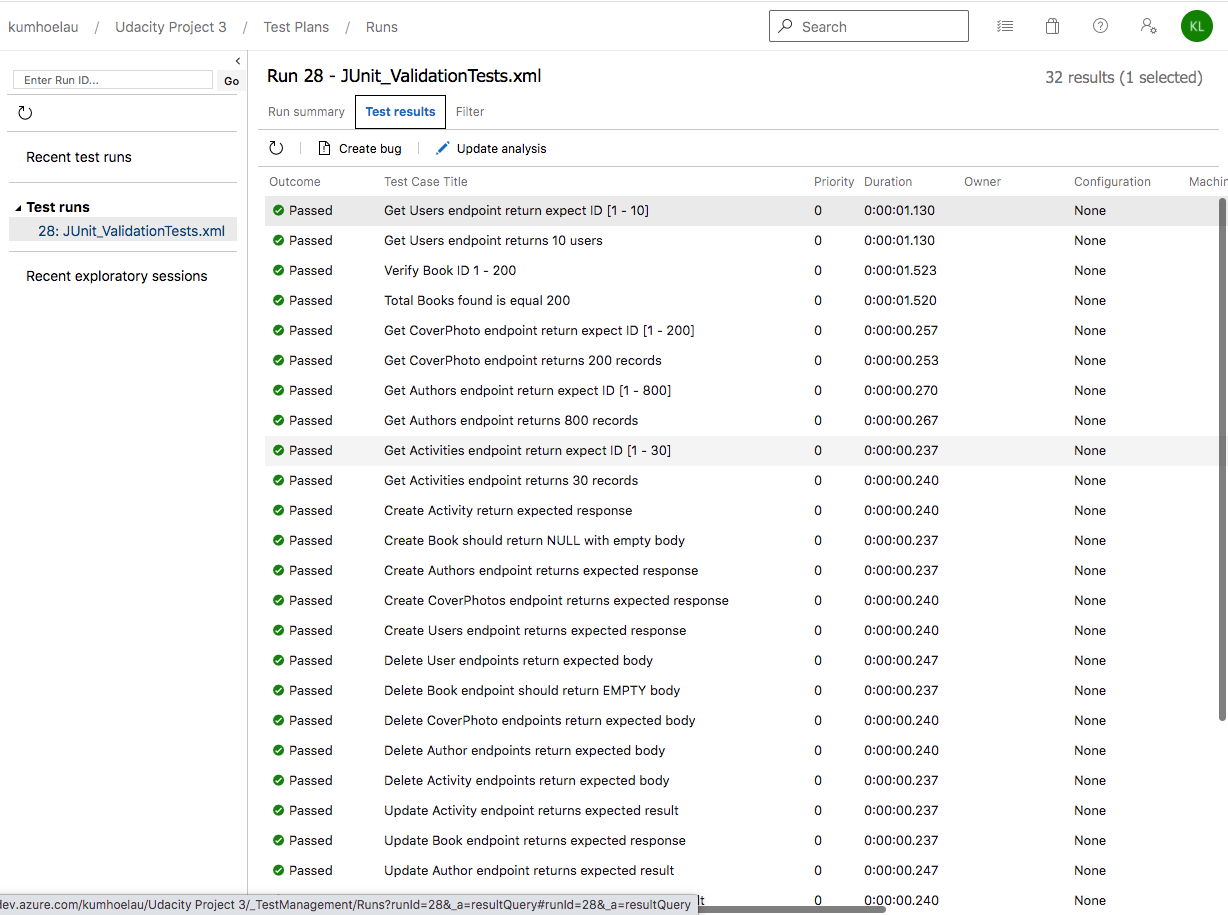 kumhoelau / Udacity Project 3 / Test Plans / Runs
Search
KL
Enter Run ID...
Go
Recent test runs
Test runs
28: JUnit_ValidationTests.xml
Recent exploratory sessions
Run 28 - JUnit_ValidationTests.xml
32 results (1 selected)
Run summary Test results Filter
Create bug Update analysis
Outcome Test Case Title Priority Duration Owner Configuration Machin
Passed Get Users endpoint return expect ID [1 - 10] 0 0:00:01.130 None
Passed Get Users endpoint returns 10 users 0 0:00:01.130 None
Passed Verify Book ID 1 - 200 0 0:00:01.523 None
Passed Total Books found is equal 200 0 0:00:01.520 None
Passed Get CoverPhoto endpoint return expect ID [1 - 200] 0 0:00:00.257 None
Passed Get CoverPhoto endpoint returns 200 records 0 0:00:00.253 None
Passed Get Authors endpoint return expect ID [1 - 800] 0 0:00:00.270 None
Passed Get Authors endpoint returns 800 records 0 0:00:00.267 None
Passed Get Activities endpoint return expect ID [1 - 30] 0 0:00:00.237 None
Passed Get Activities endpoint returns 30 records 0 0:00:00.240 None
Passed Create Activity return expected response 0 0:00:00.240 None
Passed Create Book should return NULL with empty body 0 0:00:00.237 None
Passed Create Authors endpoint returns expected response 0 0:00:00.237 None
Passed Create CoverPhotos endpoint returns expected response 0 0:00:00.240 None
Passed Create Users endpoint returns expected response 0 0:00:00.240 None
Passed Delete User endpoints return expected body 0 0:00:00.247 None
Passed Delete Book endpoint should return EMPTY body 0 0:00:00.237 None
Passed Delete CoverPhoto endpoints return expected body 0 0:00:00.240 None
Passed Delete Author endpoints return expected body 0 0:00:00.240 None
Passed Delete Activity endpoints return expected body 0 0:00:00.237 None
Passed Update Activity endpoint returns expected result 0 0:00:00.237 None
Passed Update Book endpoint returns expected response 0 0:00:00.237 None
Passed Update Author endpoint returns expected result 0 0:00:00.247 None
lt 0 0:00:00.240 None
dev.azure.com/kumhoelau/Udacity Project 3/_TestManagement/Runs?runId=28&_a=resultQuery#runId=28&_a=resultQuery